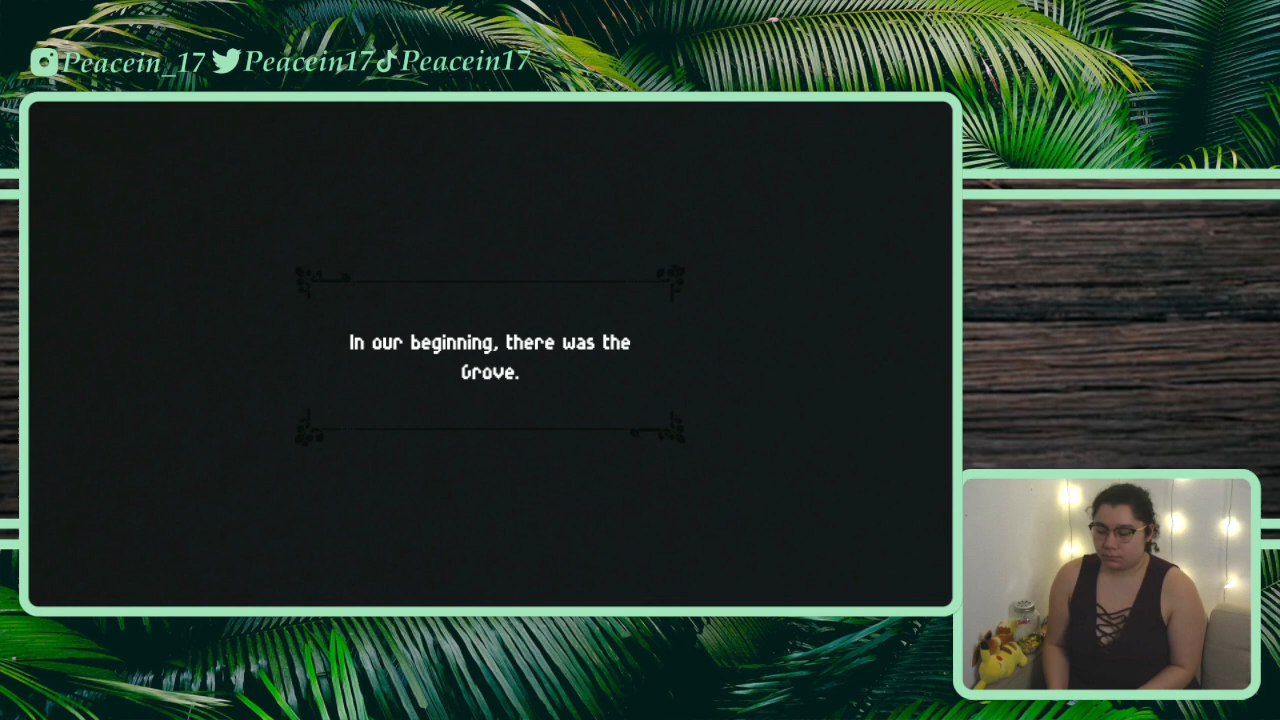 Peacein_17 Peacein17 Peacein17
In our beginning, there was the
Grove.